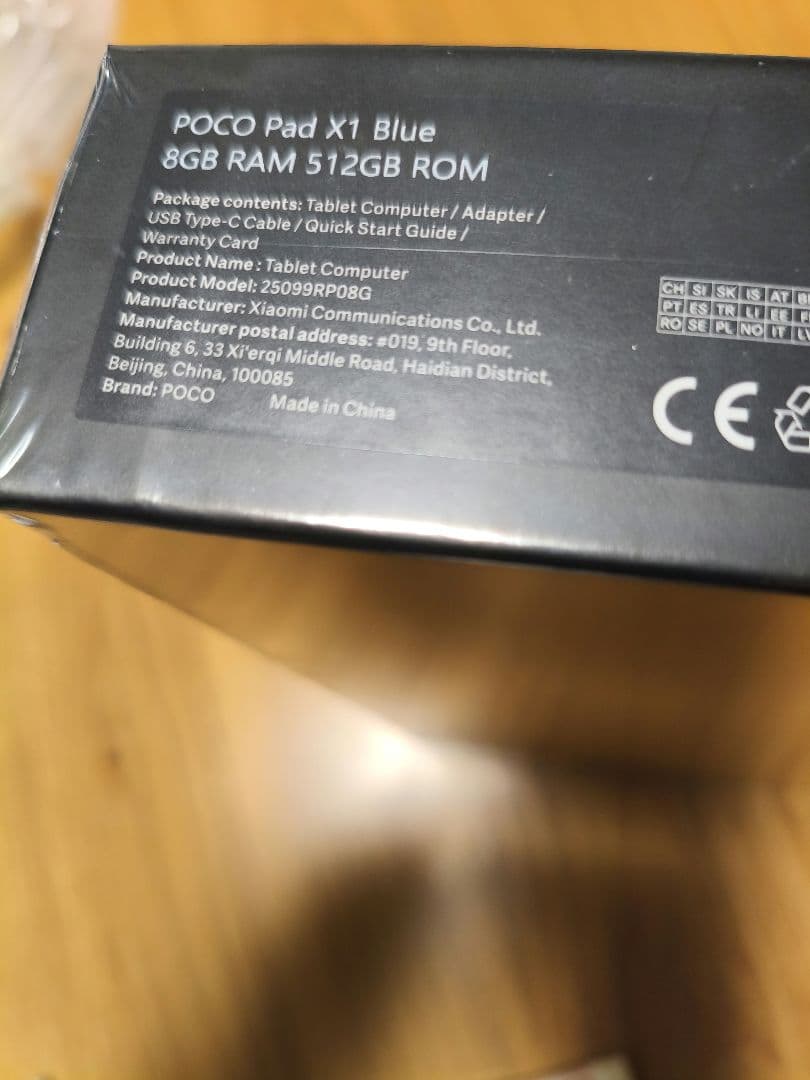 POCO Pad X1 Blue
8GB RAM 512GB ROM
Package contents: Tablet Computer / Adapter /
USB Type-C Cable / Quick Start Guide /
Warranty Card
Product Name : Tablet Computer
Product Model: 25099RP08G
Manufacturer: Xiaomi Communications Co., Ltd.
Manufacturer postal address: #019, 9th Floor,
Building 6, 33 Xi'erqi Middle Road, Haidian District,
Beijing, China, 100085
Brand: POCO Made in China
CH SI SK IS AT
PT ES TR LI EE
RO SE PL NO IT
CE